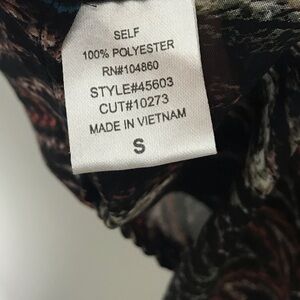 SELF
100% POLYESTER
RN#104860
STYLE#45603
CUT#10273
MADE IN VIETNAM
S